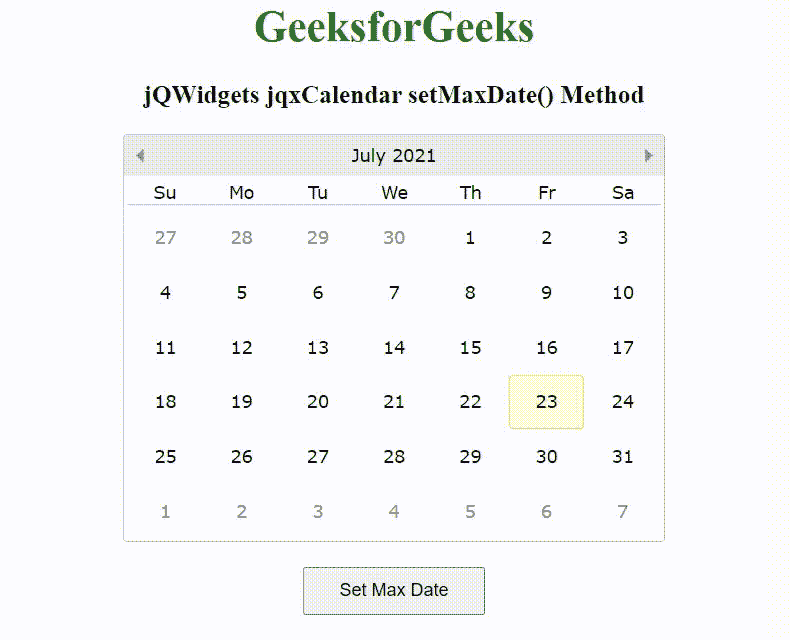 GeeksforGeeks
jQWidgets jqxCalendar setMaxDate() Method
July 2021
Su Mo Tu We Th Fr Sa
27 28 29 30 1 2 3
4 5 6 7 8 9 10
11 12 13 14 15 16 17
18 19 20 21 22 23 24
25 26 27 28 29 30 31
1 2 3 4 5 6 7
Set Max Date